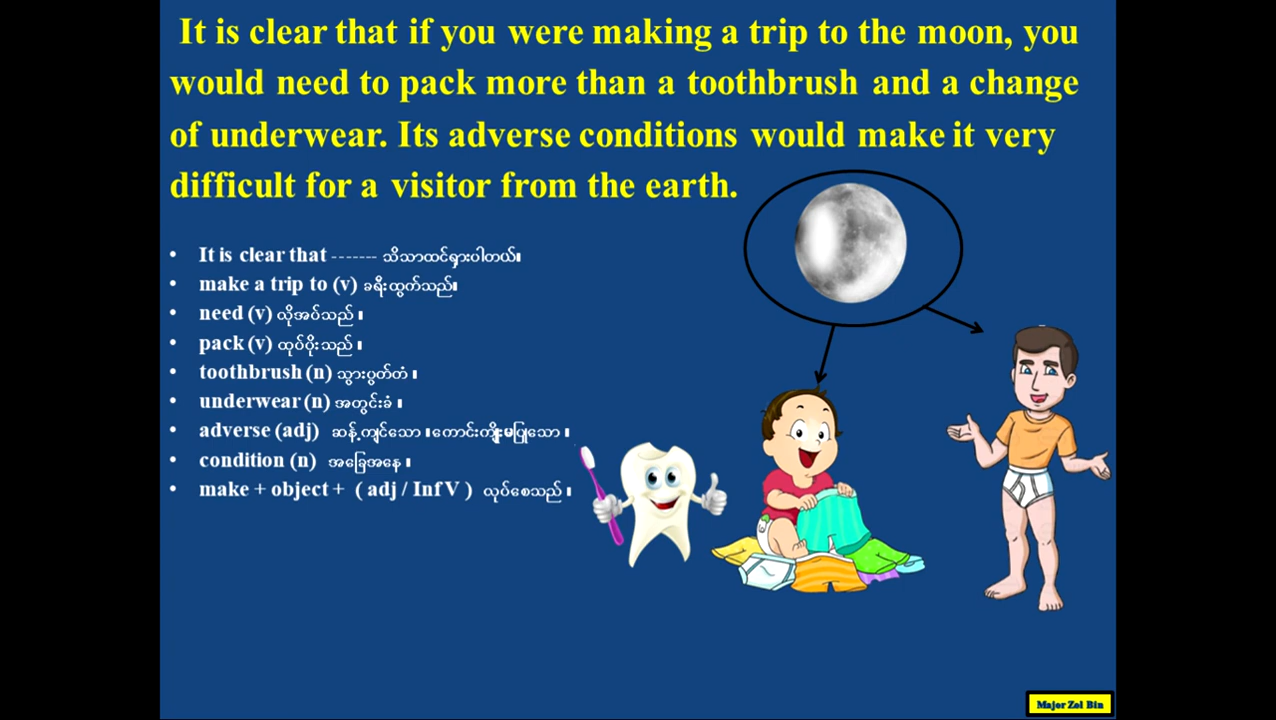 It is clear that if you were making a trip to the moon, you
would need to pack more than a toothbrush and a change
of underwear. Its adverse conditions would make it very
difficult for a visitor from the earth.
• It is clear that ------- သိသာထင်ရှားပါတယ်။
• make a trip to (v) ခရီးထွက်သည်။
• need (v) လိုအပ်သည် ။
• pack (v) ထုပ်ပိုးသည် ။
• toothbrush (n) သွားပွတ်တံ ။
• underwear (n) အတွင်းခံ ။
• adverse (adj) ဆန့်ကျင်သော ။ကောင်းကျိုးမပြုသော ။
• condition (n) အခြေအနေ ။
• make + object + ( adj / Inf V ) လုပ်စေသည် ။
Major Zol Bin